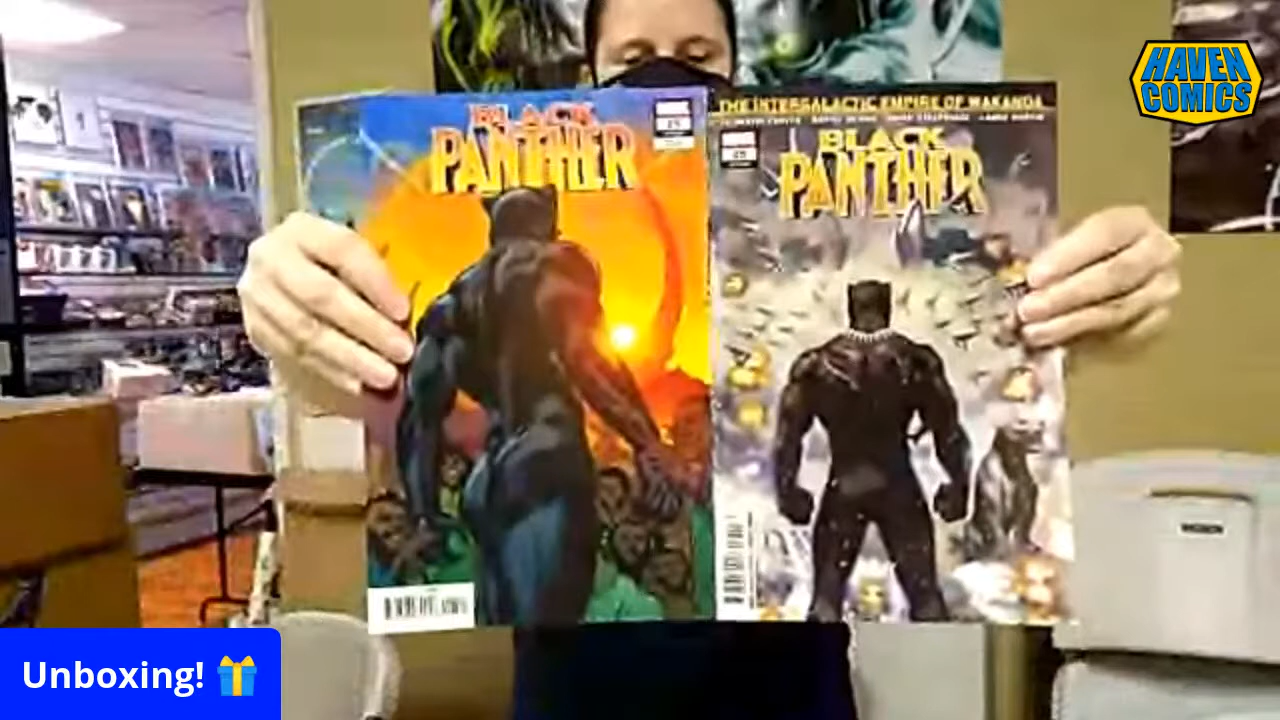 HAVEN
COMICS
BLACK
PANTHER
THE INTERGALACTIC EMPIRE OF WAKANDA
BLACK
PANTHER
Unboxing! 🎁